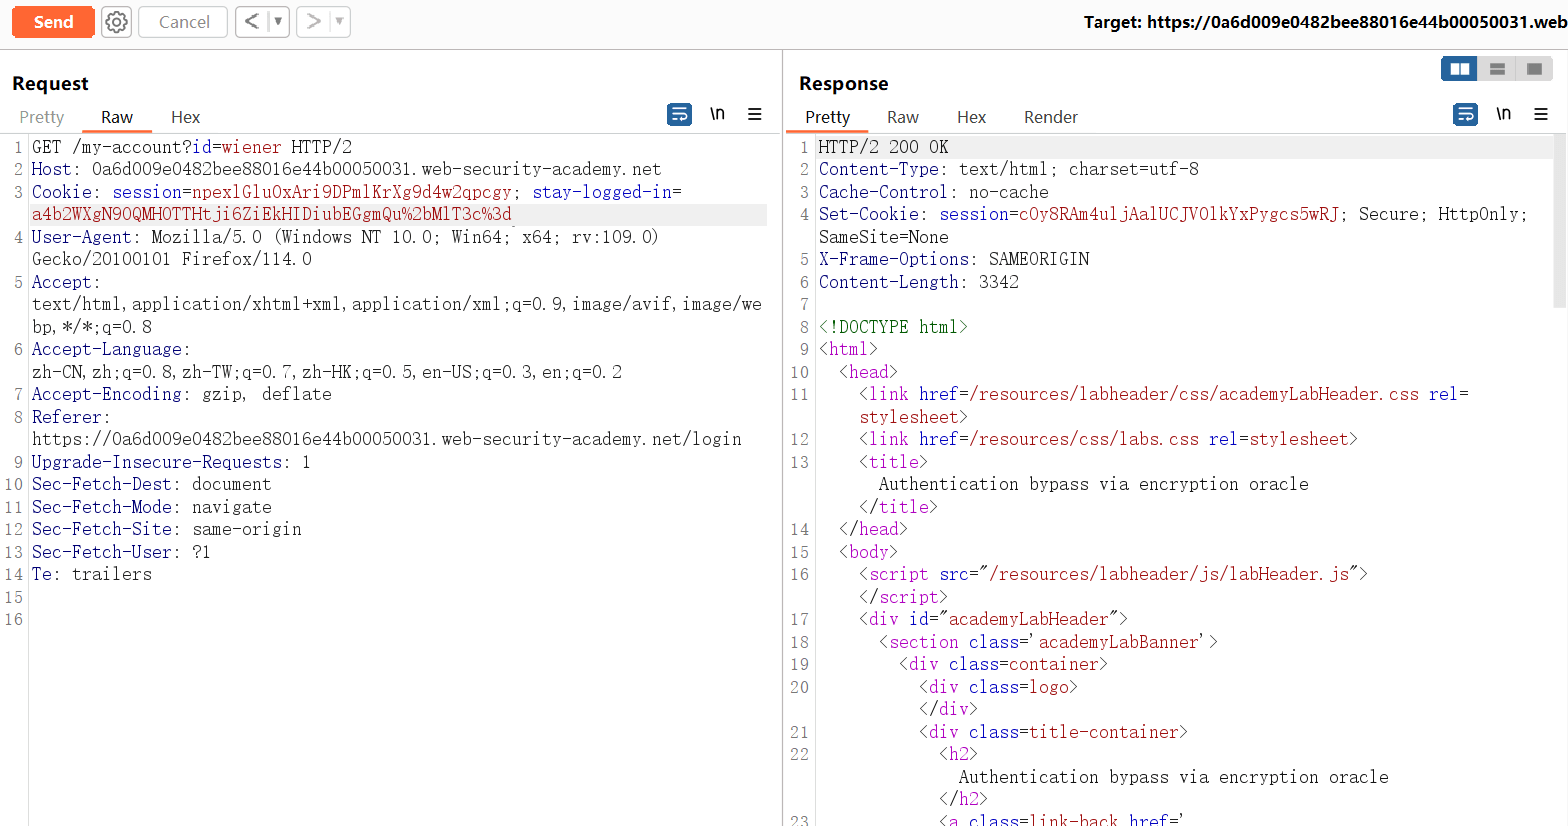 Send
Cancel
Target: https://0a6d009e0482bee88016e44b00050031.web
Request
Pretty
Raw
Hex
\n
1 GET /my-account?id=wiener HTTP/2
2 Host: 0a6d009e0482bee88016e44b00050031.web-security-academy.net
3 Cookie: session=npexlGluOxAri9DPmlKrXg9d4w2qpcgy; stay-logged-in=
a4b2WXgN9OQMHOTTHtji6ZiEkHIDiubEGgmQu%2bMlT3c%3d
4 User-Agent: Mozilla/5.0 (Windows NT 10.0; Win64; x64; rv:109.0)
Gecko/20100101 Firefox/114.0
5 Accept:
text/html,application/xhtml+xml,application/xml;q=0.9,image/avif,image/we
bp,*/*;q=0.8
6 Accept-Language:
zh-CN,zh;q=0.8,zh-TW;q=0.7,zh-HK;q=0.5,en-US;q=0.3,en;q=0.2
7 Accept-Encoding: gzip, deflate
8 Referer:
https://0a6d009e0482bee88016e44b00050031.web-security-academy.net/login
9 Upgrade-Insecure-Requests: 1
10 Sec-Fetch-Dest: document
11 Sec-Fetch-Mode: navigate
12 Sec-Fetch-Site: same-origin
13 Sec-Fetch-User: ?1
14 Te: trailers
15
16
Response
Pretty
Raw
Hex
Render
\n
1 HTTP/2 200 OK
2 Content-Type: text/html; charset=utf-8
3 Cache-Control: no-cache
4 Set-Cookie: session=cOy8RAm4uljAalUCJVOlkYxPygcs5wRJ; Secure; HttpOnly;
SameSite=None
5 X-Frame-Options: SAMEORIGIN
6 Content-Length: 3342
7
8 <!DOCTYPE html>
9 <html>
10 <head>
11 <link href=/resources/labheader/css/academyLabHeader.css rel=
stylesheet>
12 <link href=/resources/css/labs.css rel=stylesheet>
13 <title>
Authentication bypass via encryption oracle
</title>
14 </head>
15 <body>
16 <script src="/resources/labheader/js/labHeader.js">
</script>
17 <div id="academyLabHeader">
18 <section class='academyLabBanner'>
19 <div class=container>
20 <div class=logo>
</div>
21 <div class=title-container>
22 <h2>
Authentication bypass via encryption oracle
</h2>
23 <a class=link-back href='